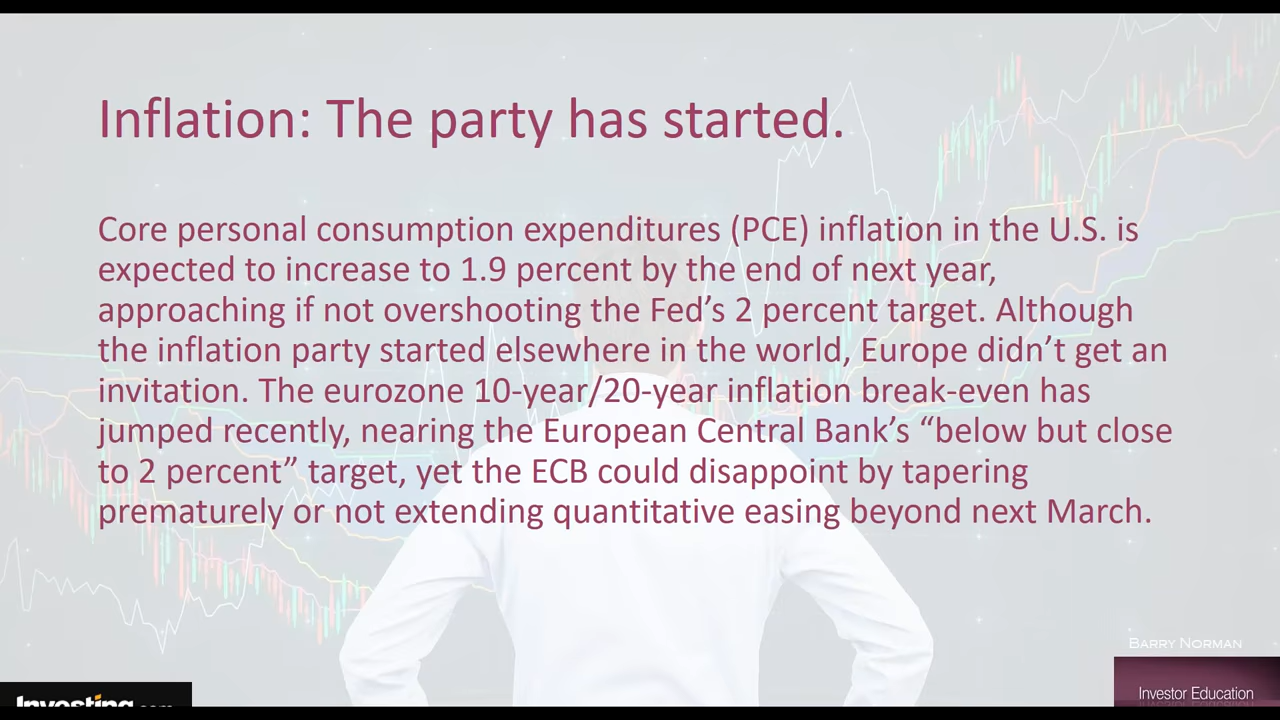 Inflation: The party has started.
Core personal consumption expenditures (PCE) inflation in the U.S. is
expected to increase to 1.9 percent by the end of next year,
approaching if not overshooting the Fed’s 2 percent target. Although
the inflation party started elsewhere in the world, Europe didn’t get an
invitation. The eurozone 10-year/20-year inflation break-even has
jumped recently, nearing the European Central Bank’s “below but close
to 2 percent” target, yet the ECB could disappoint by tapering
prematurely or not extending quantitative easing beyond next March.
Barry Norman
Investing.com
Investor Education